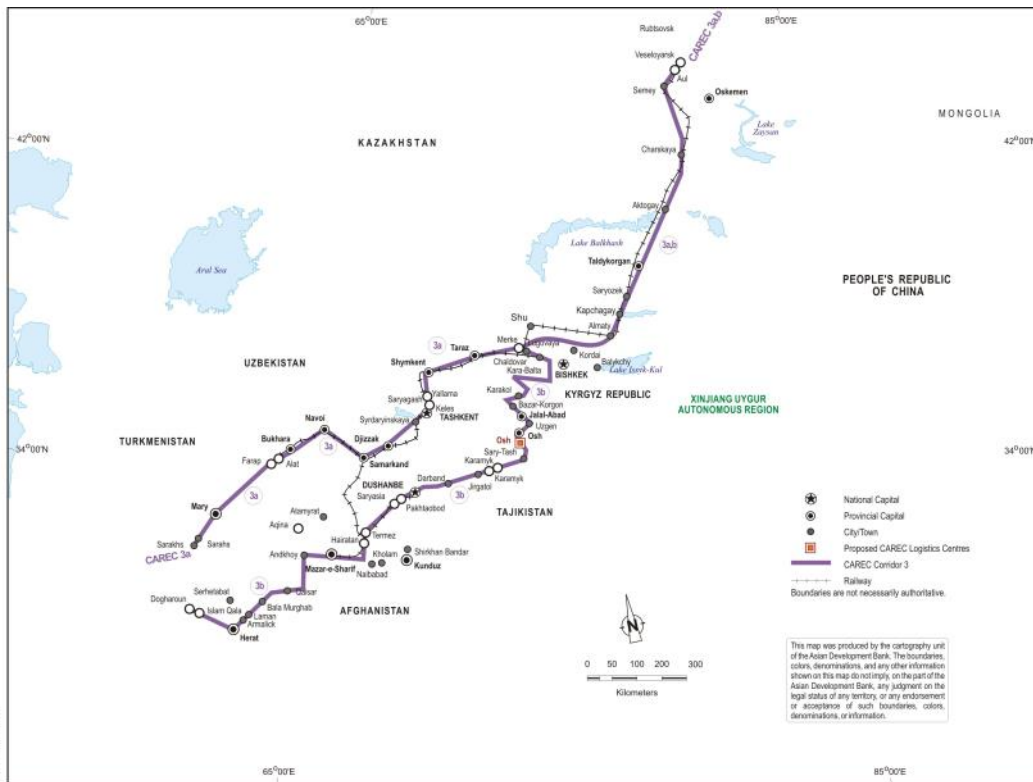 65°00'E
85°00'E
Rubtsovsk
CAREC 3a,b
Veseloyarsk
Aul
Semey
Oskemen
MONGOLIA
Lake
Zaysan
42°00'N
42°00'N
KAZAKHSTAN
Charskaya
Aktogay
Lake Balkhash
3a,b
Aral Sea
Taldykorgan
PEOPLE'S REPUBLIC
OF CHINA
Saryozek
Kapchagay
Shu
Almaty
Merke
Lugovaya
3a
Taraz
Kordai
Chaldovar
Kara-Balta
BISHKEK
Balykchy
Lake Issik-Kul
UZBEKISTAN
Shymkent
KYRGYZ REPUBLIC
XINJIANG UYGUR
AUTONOMOUS REGION
Karakol
3b
Yallama
Saryagash
Keles
Bazar-Korgon
Jalal-Abad
Syrdaryinskaya
TASHKENT
Uzgen
Navoi
Osh
Osh
TURKMENISTAN
Bukhara
3a
Djizzak
Sary-Tash
34°00'N
34°00'N
Farap
Alat
Samarkand
Karamyk
Karamyk
DUSHANBE
Darband
Jirgatol
3b
Saryasia
Pakhtaobod
TAJIKISTAN
3a
Mary
Atamyrat
Aqina
Termez
Hairatan
Sarakhs
Sarahs
CAREC 3a
Andkhoy
Kholam
Shirkhan Bandar
Mazar-e-Sharif
Naibabad
Kunduz
3b
Serhetabat
Qaisar
Dogharoun
Islam Qala
Bala Murghab
AFGHANISTAN
Laman
Armalick
Herat
National Capital
Provincial Capital
City/Town
Proposed CAREC Logistics Centres
CAREC Corridor 3
Railway
Boundaries are not necessarily authoritative.
N
0 50 100 200 300
Kilometers
This map was produced by the cartography unit
of the Asian Development Bank. The boundaries,
colors, denominations, and any other information
shown on this map do not imply, on the part of the
Asian Development Bank, any judgment on the
legal status of any territory, or any endorsement
or acceptance of such boundaries, colors,
denominations, or information.
65°00'E
85°00'E